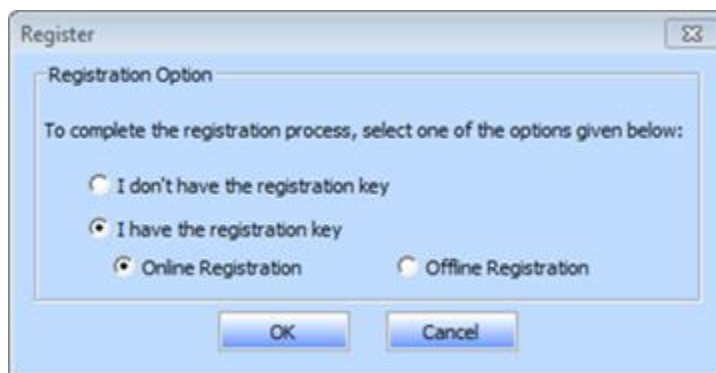 Register
Registration Option
To complete the registration process, select one of the options given below:
I don't have the registration key
I have the registration key
Online Registration Offline Registration
OK Cancel